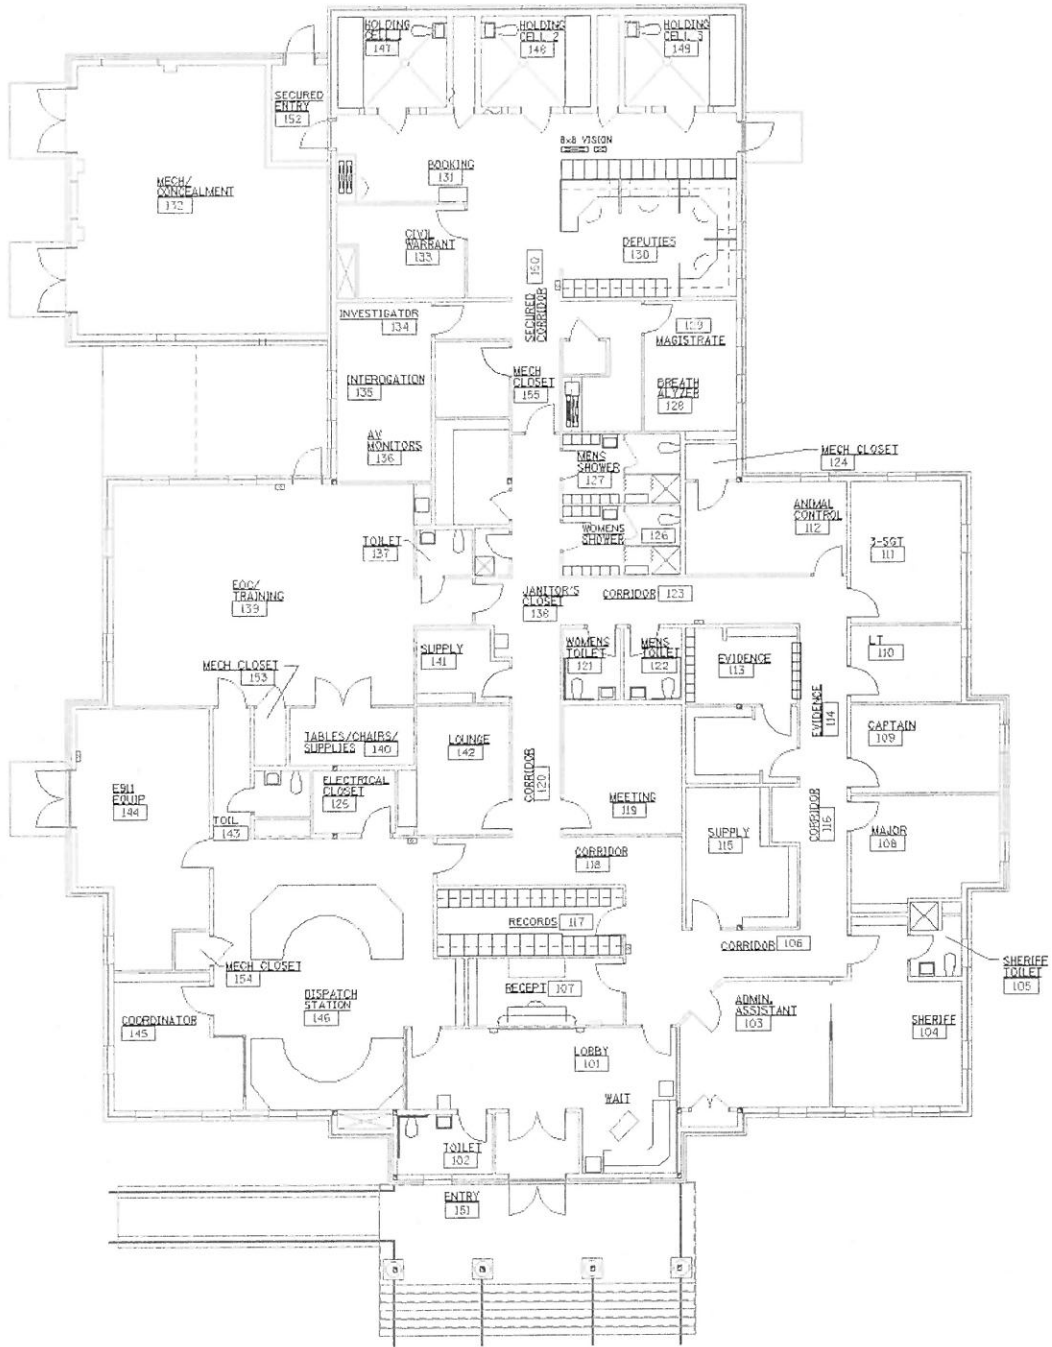 HOLDING
CELL 1
147
HOLDING
CELL 2
148
HOLDING
CELL 3
149
SECURED
ENTRY
152
8x8 VISION
BOOKING
131
MECH/
CONCEALMENT
132
CIVIL
WARRANT
133
DEPUTIES
130
SECURED
CORRIDOR
150
INVESTIGATOR
134
129
MAGISTRATE
INTEROGATION
135
MECH
CLOSET
155
BREATH
ALYZER
128
AV
MONITORS
136
MENS
SHOWER
127
MECH CLOSET
124
ANIMAL
CONTROL
112
3-SGT
111
WOMENS
SHOWER
126
TOILET
137
EOC/
TRAINING
139
JANITOR'S
CLOSET
138
CORRIDOR 123
SUPPLY
141
WOMENS
TOILET
121
MENS
TOILET
122
EVIDENCE
113
LT
110
MECH CLOSET
153
EVIDENCE
114
TABLES/CHAIRS/
SUPPLIES 140
LOUNGE
142
CAPTAIN
109
CORRIDOR
120
E911
EQUIP
144
ELECTRICAL
CLOSET
125
MEETING
119
TOIL
143
SUPPLY
115
CORRIDOR
116
MAJOR
108
CORRIDOR
118
RECORDS 117
CORRIDOR 106
MECH CLOSET
154
SHERIFF
TOILET
105
RECEPT 107
DISPATCH
STATION
146
ADMIN.
ASSISTANT
103
COORDINATOR
145
SHERIFF
104
LOBBY
101
WAIT
TOILET
102
ENTRY
151